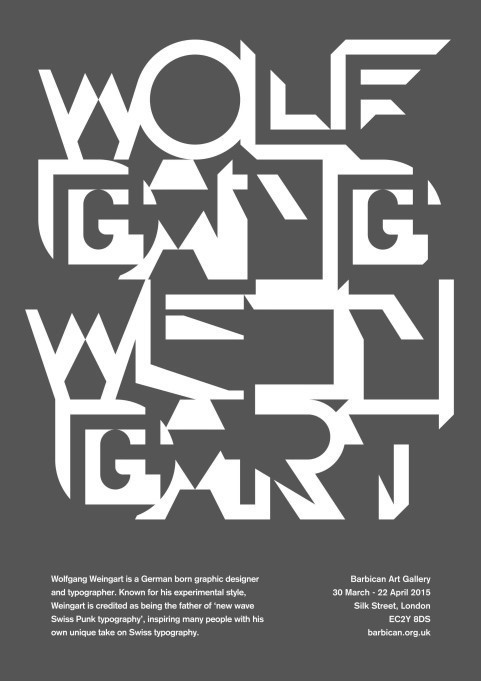 WOLF
GANG
WEIN
GART
Wolfgang Weingart is a German born graphic designer
and typographer. Known for his experimental style,
Weingart is credited as being the father of ‘new wave
Swiss Punk typography’, inspiring many people with his
own unique take on Swiss typography.
Barbican Art Gallery
30 March - 22 April 2015
Silk Street, London
EC2Y 8DS
barbican.org.uk